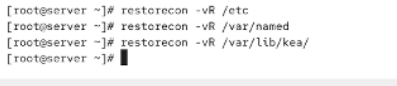 [root@server ~]# restorecon -vR /etc
[root@server ~]# restorecon -vR /var/named
[root@server ~]# restorecon -vR /var/lib/kea/
[root@server ~]#